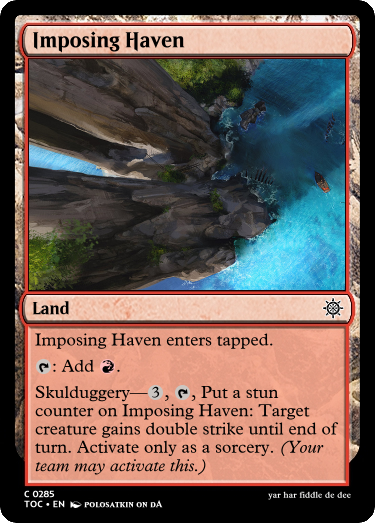 Imposing Haven
Land
Imposing Haven enters tapped.
: Add .
Skulduggery—3, , Put a stun
counter on Imposing Haven: Target
creature gains double strike until end of
turn. Activate only as a sorcery. (Your
team may activate this.)
C 0285
TOC • EN POLOSATKIN ON DA
yar har fiddle de dee